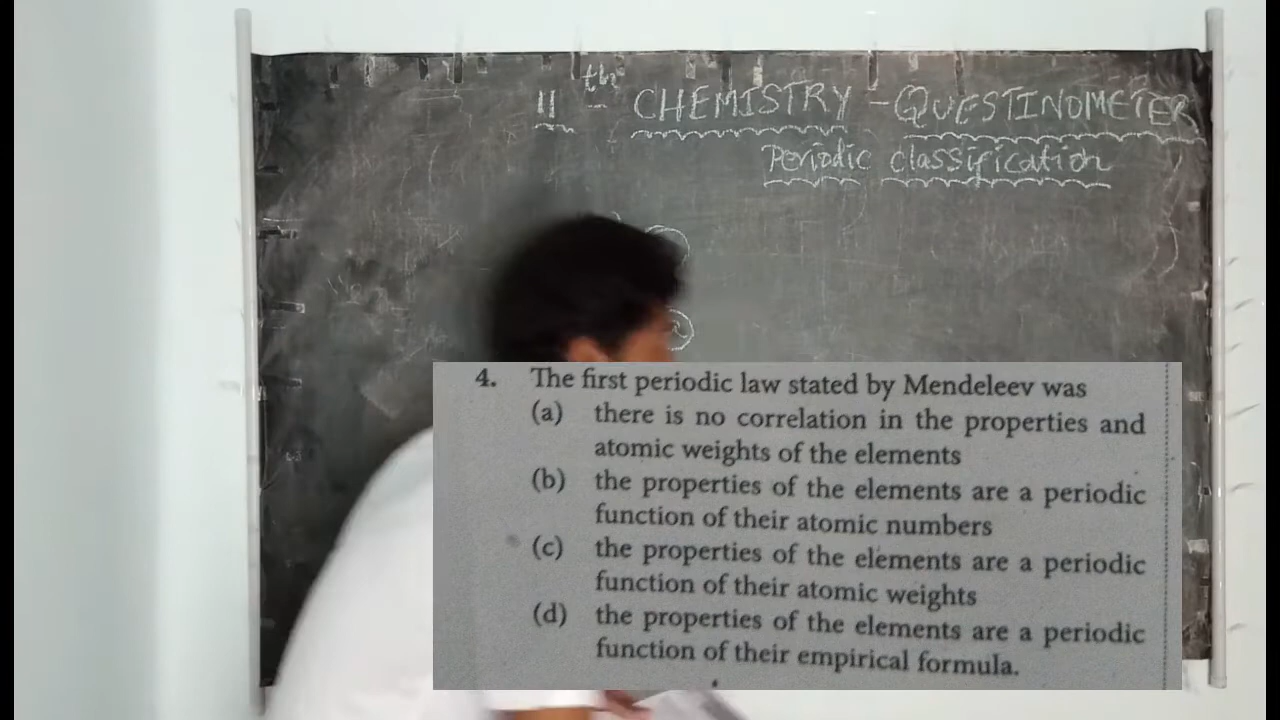 11th CHEMISTRY - QUESTINOMETER
Periodic classification
4. The first periodic law stated by Mendeleev was
(a) there is no correlation in the properties and
atomic weights of the elements
(b) the properties of the elements are a periodic
function of their atomic numbers
(c) the properties of the elements are a periodic
function of their atomic weights
(d) the properties of the elements are a periodic
function of their empirical formula.